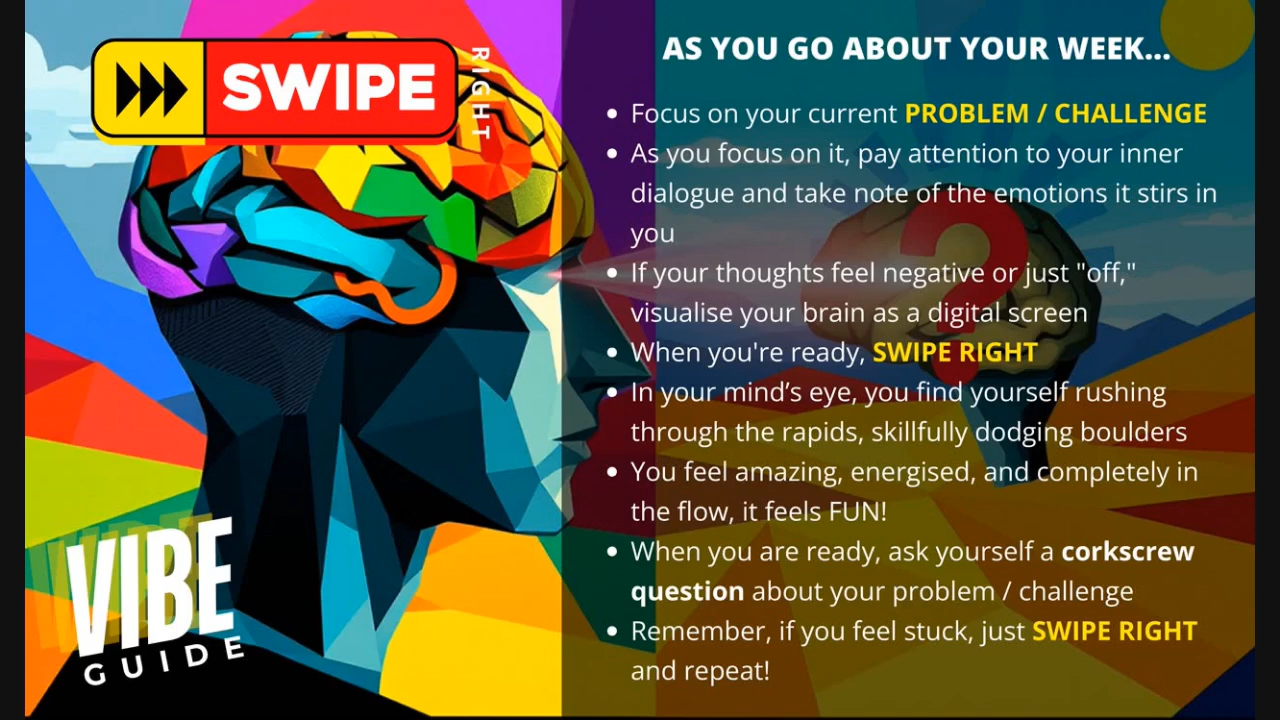 SWIPE
RIGHT
VIBE
GUIDE
AS YOU GO ABOUT YOUR WEEK...
• Focus on your current PROBLEM / CHALLENGE
• As you focus on it, pay attention to your inner
dialogue and take note of the emotions it stirs in
you
• If your thoughts feel negative or just "off,"
visualise your brain as a digital screen
• When you're ready, SWIPE RIGHT
• In your mind’s eye, you find yourself rushing
through the rapids, skillfully dodging boulders
• You feel amazing, energised, and completely in
the flow, it feels FUN!
• When you are ready, ask yourself a corkscrew
question about your problem / challenge
• Remember, if you feel stuck, just SWIPE RIGHT
and repeat!